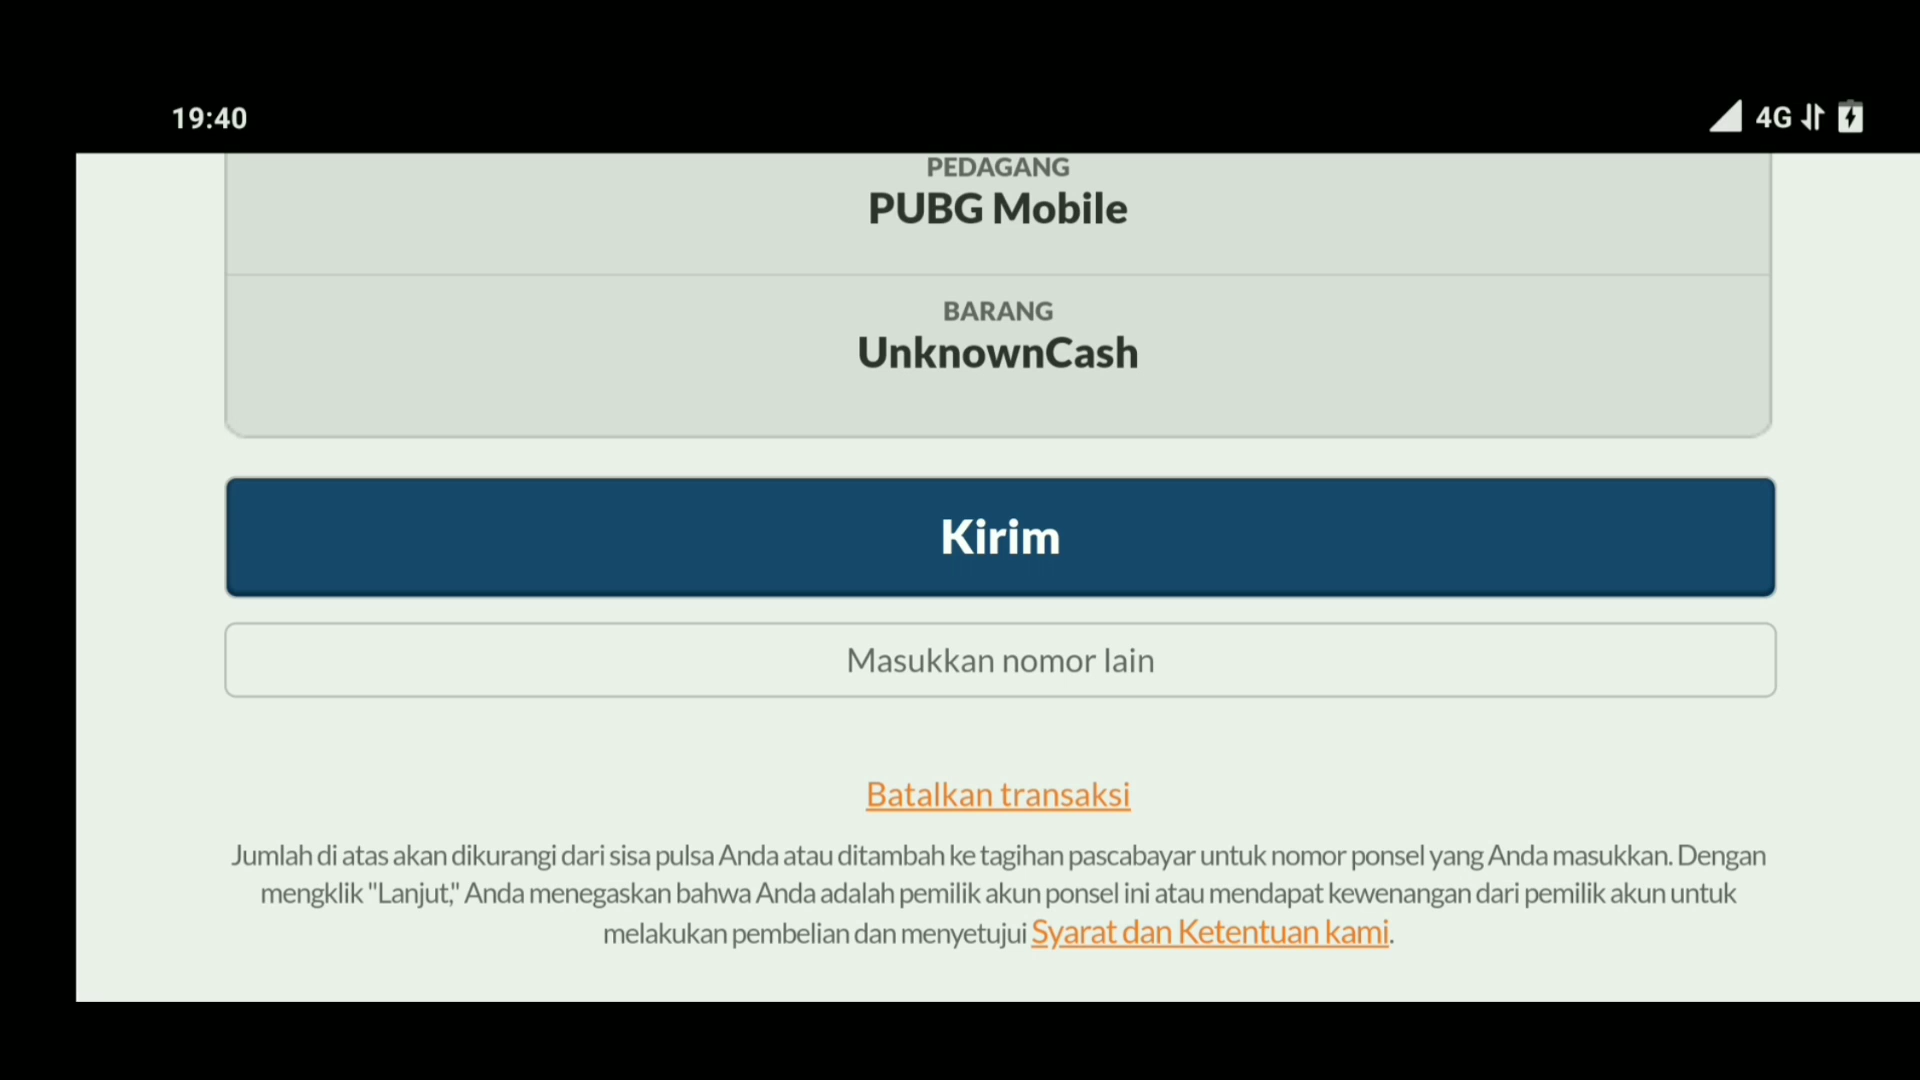 19:40
4G
PEDAGANG
PUBG Mobile
BARANG
UnknownCash
Kirim
Masukkan nomor lain
Batalkan transaksi
Jumlah di atas akan dikurangi dari sisa pulsa Anda atau ditambah ke tagihan pascabayar untuk nomor ponsel yang Anda masukkan. Dengan
mengklik "Lanjut," Anda menegaskan bahwa Anda adalah pemilik akun ponsel ini atau mendapat kewenangan dari pemilik akun untuk
melakukan pembelian dan menyetujui Syarat dan Ketentuan kami.